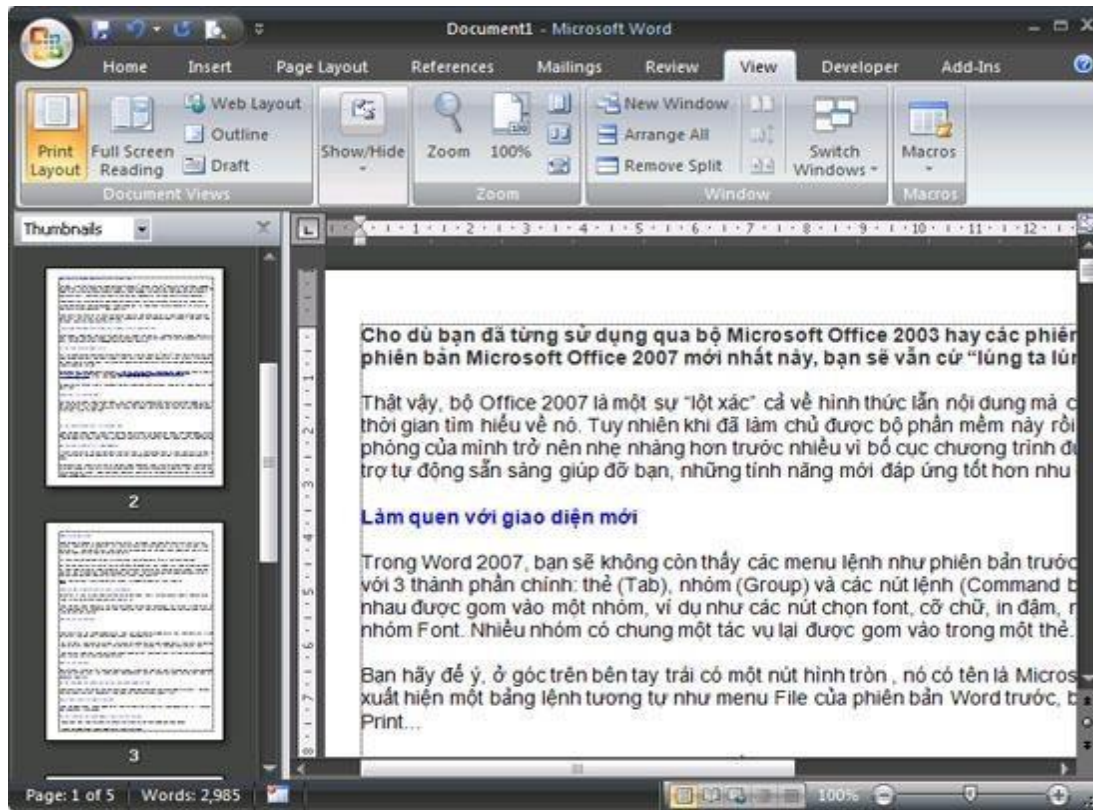 Document1 - Microsoft Word
Home Insert Page Layout References Mailings Review View Developer Add-Ins
Print Layout
Full Screen Reading
Web Layout
Outline
Draft
Document Views
Show/Hide
Zoom
100%
Zoom
New Window
Arrange All
Remove Split
Switch Windows
Window
Macros
Macros
Thumbnails
1 2 3 4 5 6 7 8 9 10 11 12
2
3
Cho dù bạn đã từng sử dụng qua bộ Microsoft Office 2003 hay các phiên
phiên bản Microsoft Office 2007 mới nhất này, bạn sẽ vẫn cứ “lúng ta lún
Thật vậy, bộ Office 2007 là một sự “lột xác” cả về hình thức lẫn nội dung mà c
thời gian tìm hiểu về nó. Tuy nhiên khi đã làm chủ được bộ phần mềm này rồi
phòng của mình trở nên nhẹ nhàng hơn trước nhiều vì bố cục chương trình đư
trợ tự động sẵn sàng giúp đỡ bạn, những tính năng mới đáp ứng tốt hơn nhu
Làm quen với giao diện mới
Trong Word 2007, bạn sẽ không còn thấy các menu lệnh như phiên bản trước
với 3 thành phần chính: thẻ (Tab), nhóm (Group) và các nút lệnh (Command b
nhau được gom vào một nhóm, ví dụ như các nút chọn font, cỡ chữ, in đậm, n
nhóm Font. Nhiều nhóm có chung một tác vụ lại được gom vào trong một thẻ.
Bạn hãy để ý, ở góc trên bên tay trái có một nút hình tròn , nó có tên là Micros
xuất hiện một bảng lệnh tương tự như menu File của phiên bản Word trước, b
Print...
Page: 1 of 5 Words: 2,985 100%